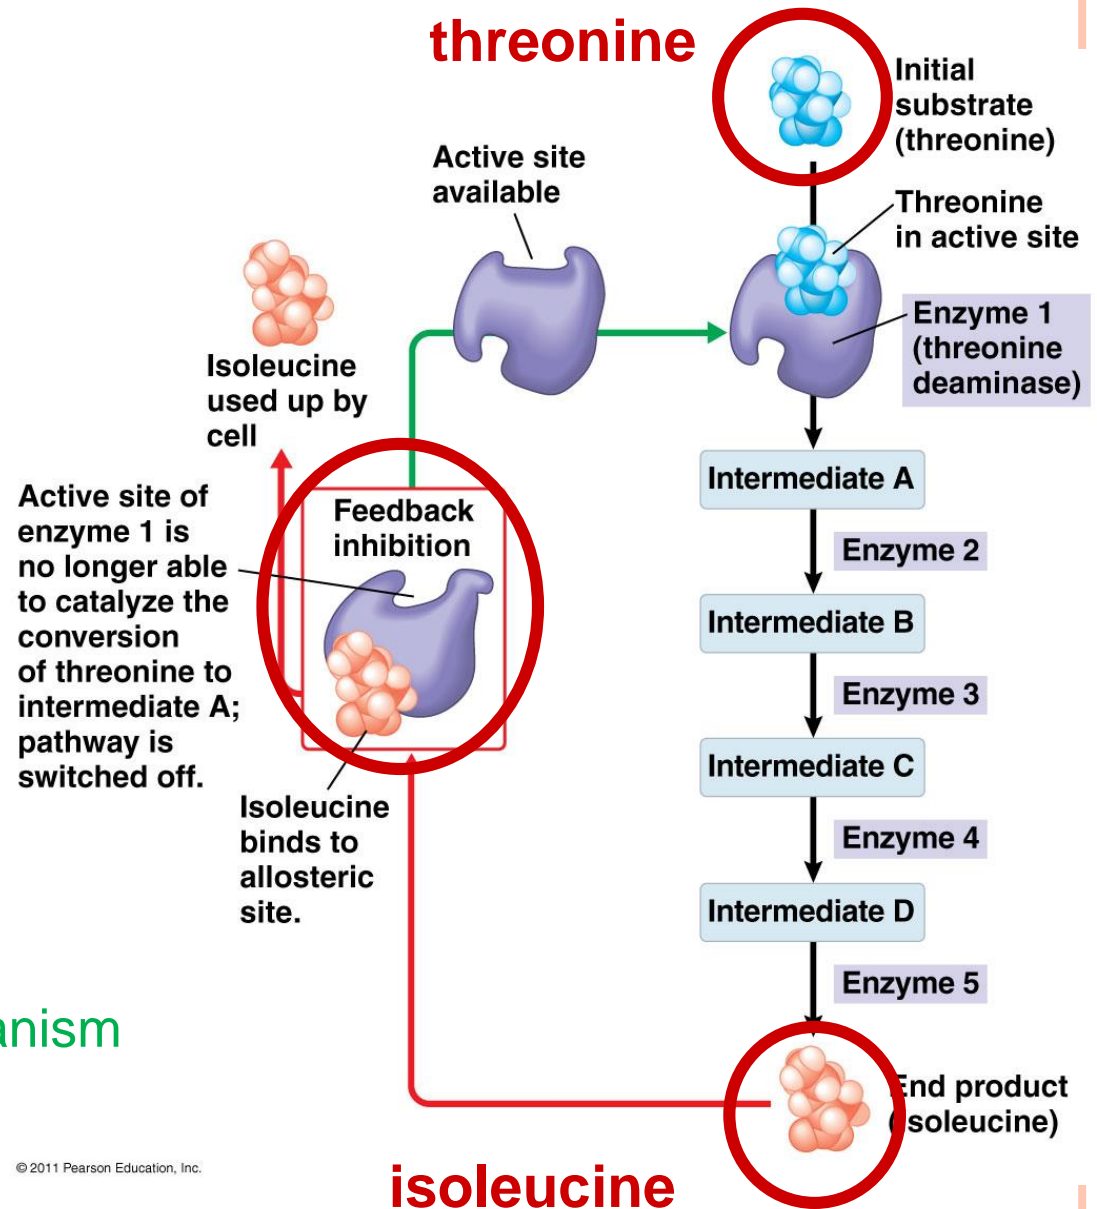 threonine
Initial
substrate
(threonine)
Active site
available
Threonine
in active site
Enzyme 1
(threonine
deaminase)
Isoleucine
used up by
cell
Intermediate A
Active site of
enzyme 1 is
no longer able
to catalyze the
conversion
of threonine to
intermediate A;
pathway is
switched off.
Feedback
inhibition
Enzyme 2
Intermediate B
Enzyme 3
Intermediate C
Isoleucine
binds to
allosteric
site.
Enzyme 4
Intermediate D
Enzyme 5
anism
End product
(isoleucine)
© 2011 Pearson Education, Inc.
isoleucine